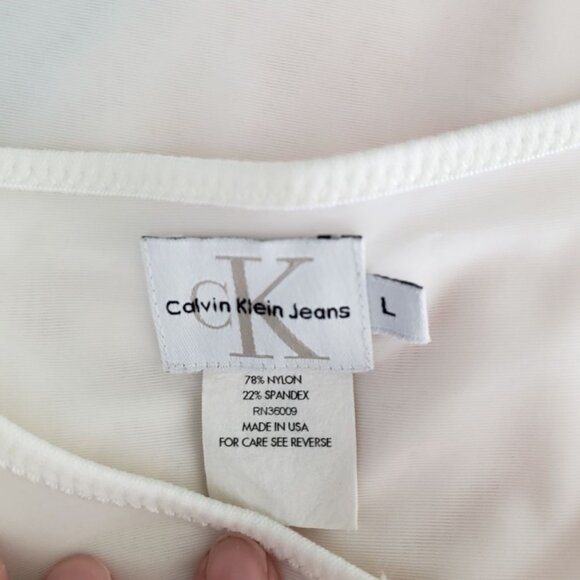 CK
Calvin Klein Jeans
L
78% NYLON
22% SPANDEX
RN36009
MADE IN USA
FOR CARE SEE REVERSE